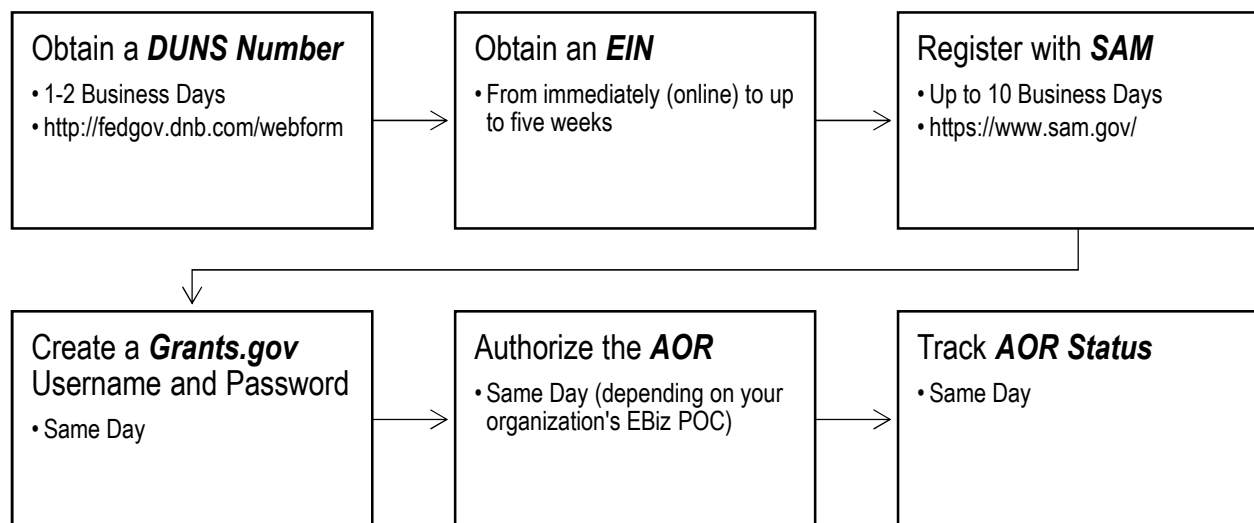 Obtain a DUNS Number
• 1-2 Business Days
• http://fedgov.dnb.com/webform
Obtain an EIN
• From immediately (online) to up
to five weeks
Register with SAM
• Up to 10 Business Days
• https://www.sam.gov/
Create a Grants.gov
Username and Password
• Same Day
Authorize the AOR
• Same Day (depending on your
organization's EBiz POC)
Track AOR Status
• Same Day